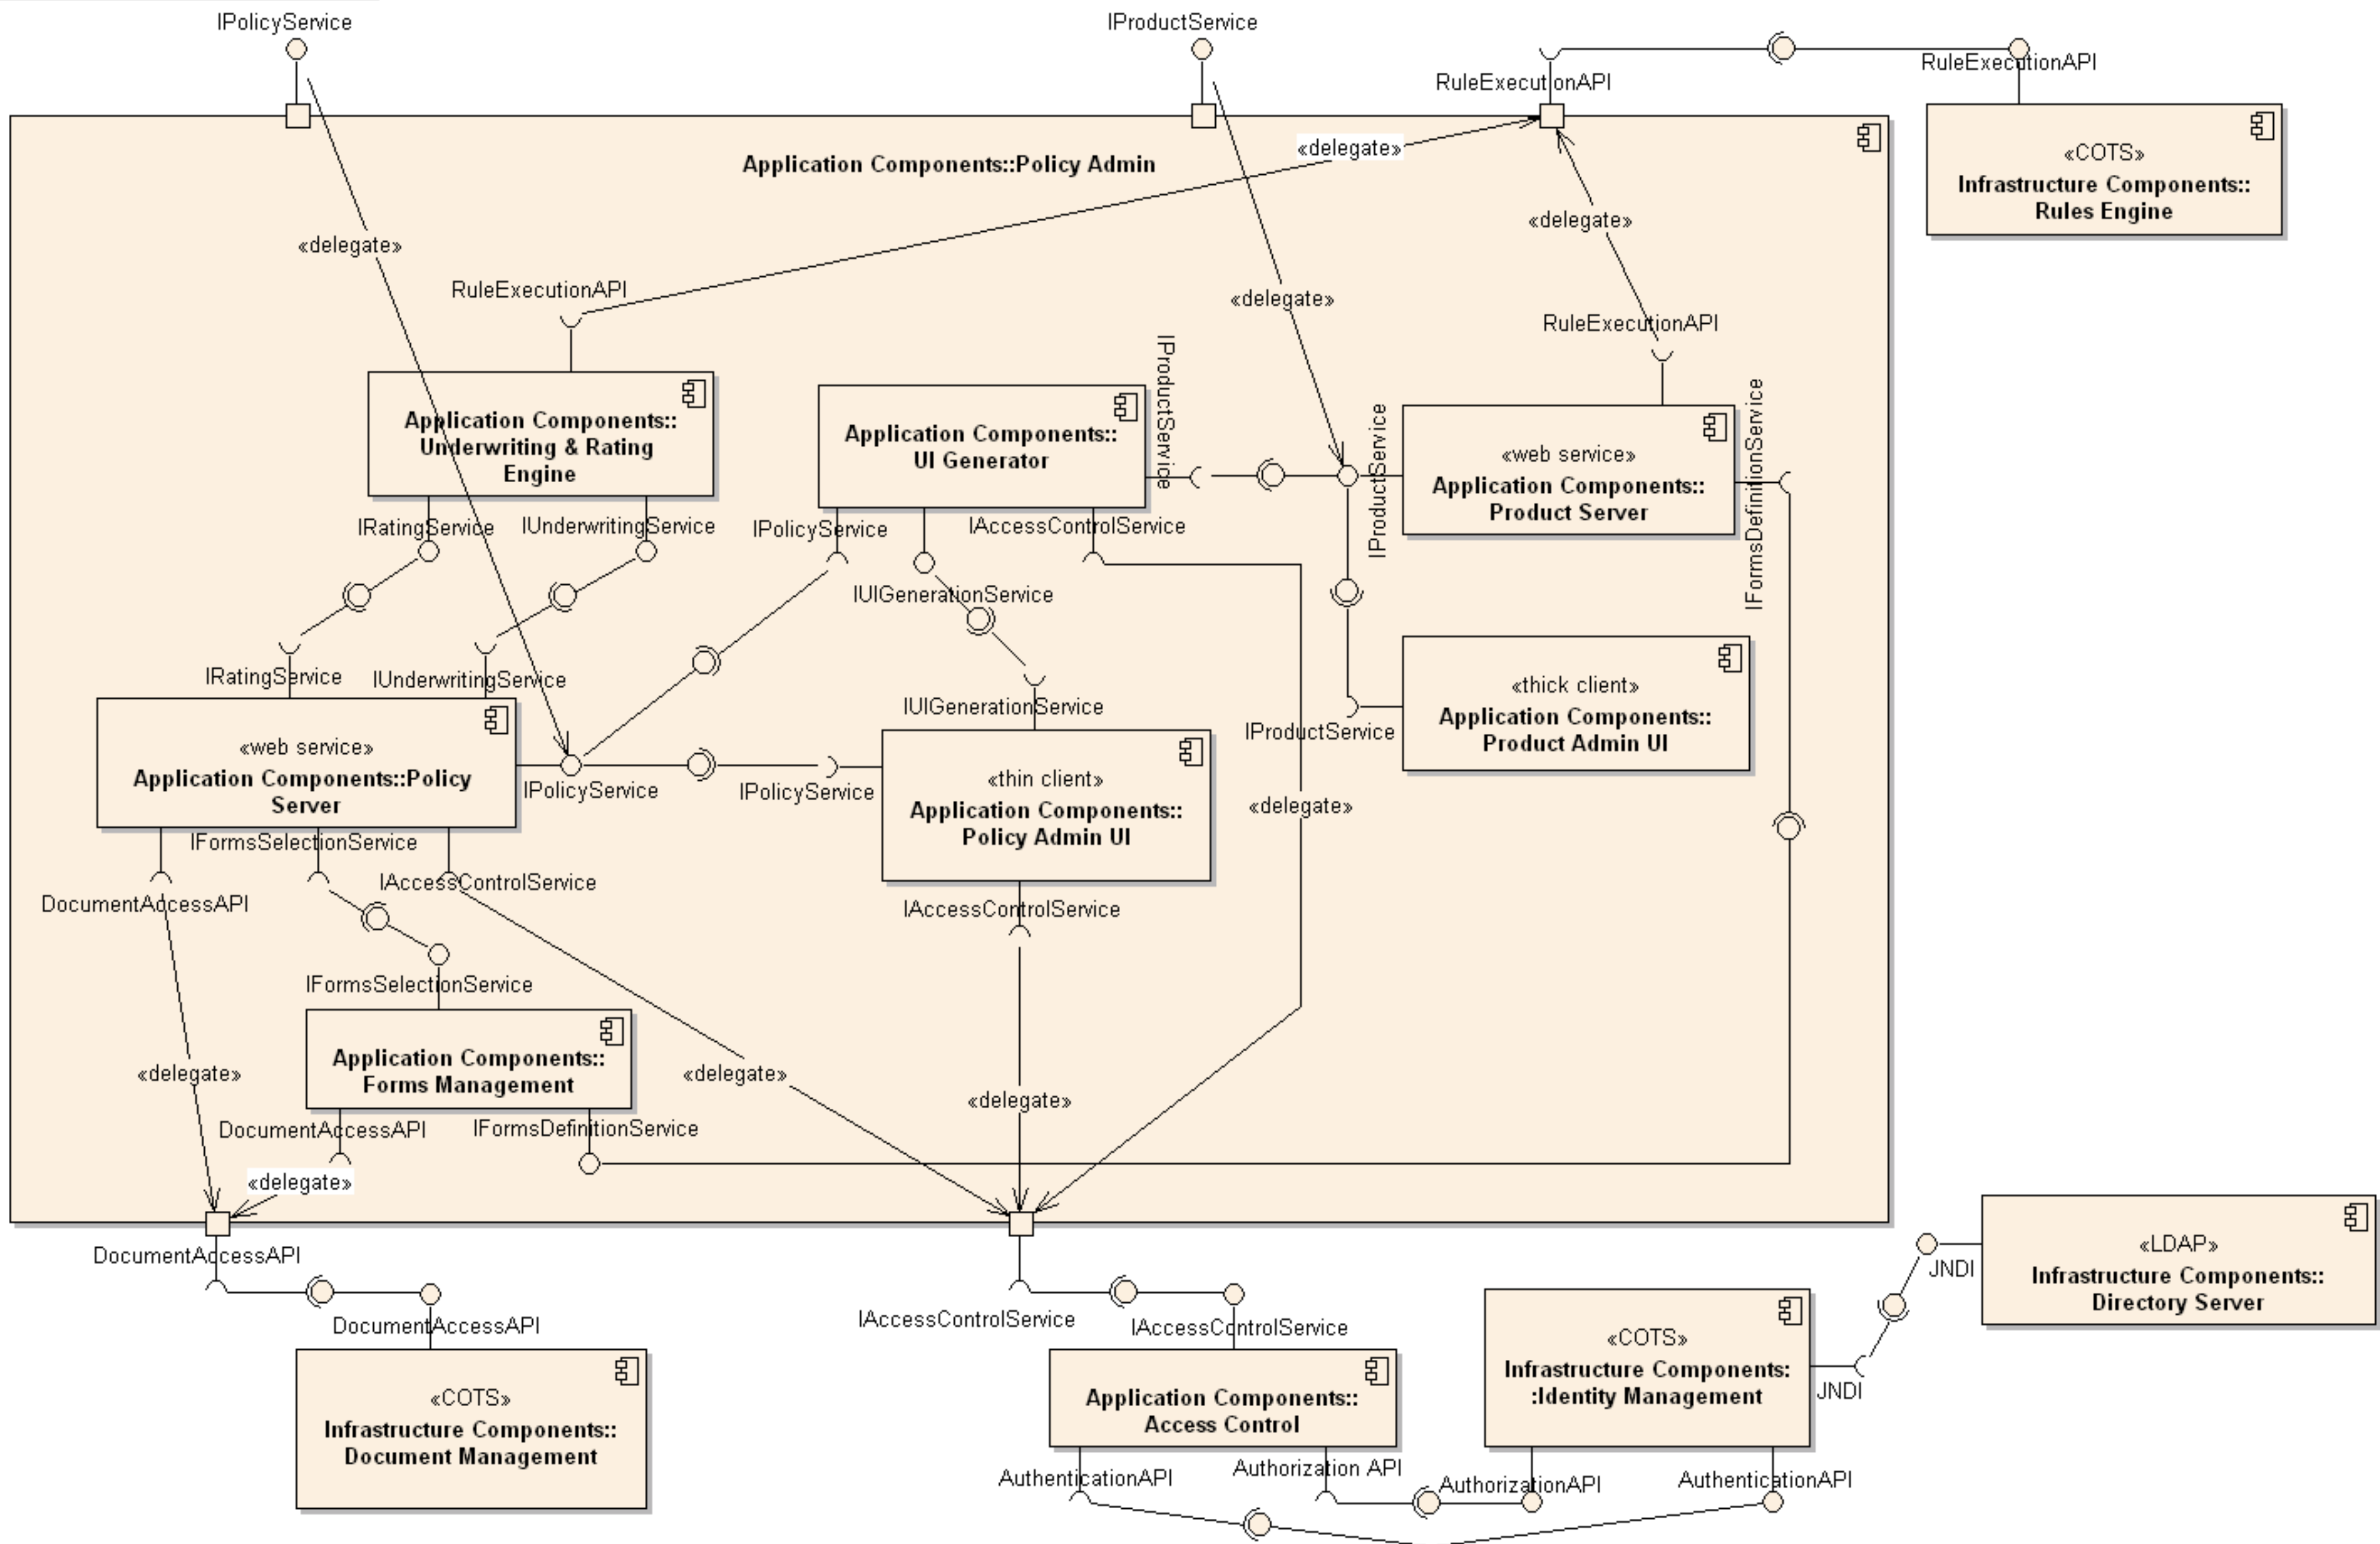 IPolicyService
IProductService
RuleExecutionAPI
RuleExecutionAPI
«COTS»
Infrastructure Components::
Rules Engine
Application Components::Policy Admin
«delegate»
«delegate»
«delegate»
«delegate»
RuleExecutionAPI
RuleExecutionAPI
Application Components::
Underwriting & Rating
Engine
Application Components::
UI Generator
IProductService
IProductService
«web service»
Application Components::
Product Server
IFormsDefinitionService
IRatingService
IUnderwritingService
IPolicyService
IAccessControlService
IUIGenerationService
IRatingService
IUnderwritingService
IUIGenerationService
IProductService
«thick client»
Application Components::
Product Admin UI
«web service»
Application Components::Policy
Server
IPolicyService
IPolicyService
«thin client»
Application Components::
Policy Admin UI
«delegate»
IFormsSelectionService
IAccessControlService
DocumentAccessAPI
IAccessControlService
IFormsSelectionService
Application Components::
Forms Management
«delegate»
«delegate»
«delegate»
DocumentAccessAPI
IFormsDefinitionService
«delegate»
DocumentAccessAPI
DocumentAccessAPI
«COTS»
Infrastructure Components::
Document Management
IAccessControlService
IAccessControlService
Application Components::
Access Control
AuthenticationAPI
Authorization API
«COTS»
Infrastructure Components:
:Identity Management
AuthorizationAPI
AuthenticationAPI
JNDI
JNDI
«LDAP»
Infrastructure Components::
Directory Server